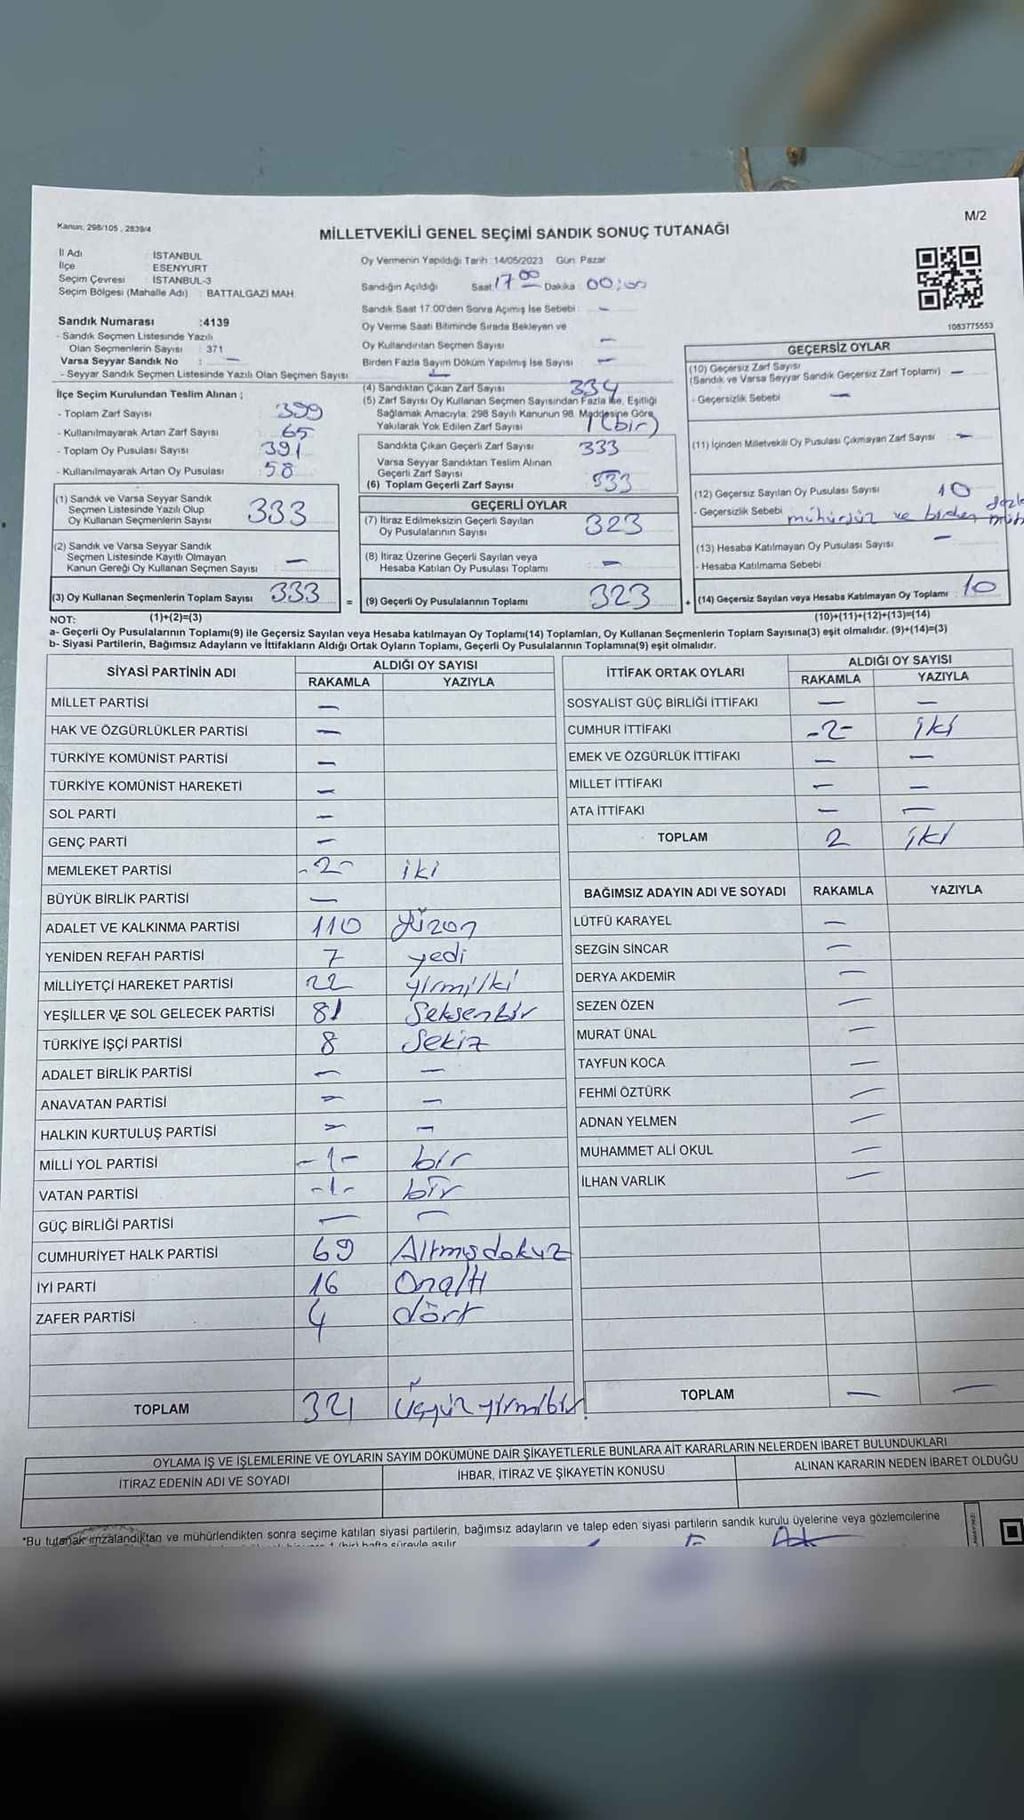 M/2
Kanun, 298/105 , 2839/4
MİLLETVEKİLİ GENEL SEÇİMİ SANDIK SONUÇ TUTANAĞI
İl Adı : İSTANBUL
İlçe : ESENYURT
Seçim Çevresi : İSTANBUL-3
Seçim Bölgesi (Mahalle Adı) : BATTALGAZİ MAH.
Oy Vermenin Yapıldığı Tarih :14/05/2023 Gün: Pazar
Sandığın Açıldığı Saat 17 00 Dakika 00:00
Sandık Saat 17:00'den Sonra Açımış İse Sebebi : —
Oy Verme Saati Bitiminde Sırada Bekleyen ve
Oy Kullandırılan Seçmen Sayısı : —
Birden Fazla Sayım Döküm Yapılmış İse Sayısı : —
1083775553
Sandık Numarası :4139
- Sandık Seçmen Listesinde Yazılı
Olan Seçmenlerin Sayısı : 371
Varsa Seyyar Sandık No : —
- Seyyar Sandık Seçmen Listesinde Yazılı Olan Seçmen Sayısı : —
İlçe Seçim Kurulundan Teslim Alınan ;
- Toplam Zarf Sayısı 399
- Kullanılmayarak Artan Zarf Sayısı 65
- Toplam Oy Pusulası Sayısı 391
- Kullanılmayarak Artan Oy Pusulası 58
(4) Sandıktan Çıkan Zarf Sayısı 334
(5) Zarf Sayısı Oy Kullanan Seçmen Sayısından Fazla İse, Eşitliği
Sağlamak Amacıyla, 298 Sayılı Kanunun 98. Maddesine Göre
Yakılarak Yok Edilen Zarf Sayısı 1 (bir)
Sandıkta Çıkan Geçerli Zarf Sayısı 333
Varsa Seyyar Sandıktan Teslim Alınan
Geçerli Zarf Sayısı
(6) Toplam Geçerli Zarf Sayısı 333
GEÇERSİZ OYLAR
(10) Geçersiz Zarf Sayısı
(Sandık ve Varsa Seyyar Sandık Geçersiz Zarf Toplamı) —
- Geçersizlik Sebebi —
(11) İçinden Milletvekili Oy Pusulası Çıkmayan Zarf Sayısı —
(12) Geçersiz Sayılan Oy Pusulası Sayısı 10
- Geçersizlik Sebebi mühürsüz ve birden
(13) Hesaba Katılmayan Oy Pusulası Sayısı —
- Hesaba Katılmama Sebebi
(14) Geçersiz Sayılan veya Hesaba Katılmayan Oy Toplamı : 10
(10)+(11)+(12)+(13)=(14)
(1) Sandık ve Varsa Seyyar Sandık
Seçmen Listesinde Yazılı Olup
Oy Kullanan Seçmenlerin Sayısı 333
(2) Sandık ve Varsa Seyyar Sandık
Seçmen Listesinde Kayıtlı Olmayan
Kanun Gereği Oy Kullanan Seçmen Sayısı —
(3) Oy Kullanan Seçmenlerin Toplam Sayısı 333
(1)+(2)=(3)
GEÇERLİ OYLAR
(7) İtiraz Edilmeksizin Geçerli Sayılan
Oy Pusulalarının Sayısı 323
(8) İtiraz Üzerine Geçerli Sayılan veya
Hesaba Katılan Oy Pusulası Toplamı —
= (9) Geçerli Oy Pusulalarının Toplamı 323 +
NOT:
a- Geçerli Oy Pusulalarının Toplamı(9) ile Geçersiz Sayılan veya Hesaba katılmayan Oy Toplamı(14) Toplamları, Oy Kullanan Seçmenlerin Toplam Sayısına(3) eşit olmalıdır. (9)+(14)=(3)
b- Siyasi Partilerin, Bağımsız Adayların ve İttifakların Aldığı Ortak Oyların Toplamı, Geçerli Oy Pusulalarının Toplamına(9) eşit olmalıdır.
SİYASİ PARTİNİN ADI ALDIĞI OY SAYISI
RAKAMLA YAZIYLA
MİLLET PARTİSİ —
HAK VE ÖZGÜRLÜKLER PARTİSİ —
TÜRKİYE KOMÜNİST PARTİSİ —
TÜRKİYE KOMÜNİST HAREKETİ —
SOL PARTİ —
GENÇ PARTİ —
MEMLEKET PARTİSİ -2- iki
BÜYÜK BİRLİK PARTİSİ —
ADALET VE KALKINMA PARTİSİ 110 yüzon
YENİDEN REFAH PARTİSİ 7 yedi
MİLLİYETÇİ HAREKET PARTİSİ 22 yirmiki
YEŞİLLER VE SOL GELECEK PARTİSİ 81 Seksenbir
TÜRKİYE İŞÇİ PARTİSİ 8 Sekiz
ADALET BİRLİK PARTİSİ — —
ANAVATAN PARTİSİ — —
HALKIN KURTULUŞ PARTİSİ — —
MİLLİ YOL PARTİSİ -1- bir
VATAN PARTİSİ -1- bir
GÜÇ BİRLİĞİ PARTİSİ — —
CUMHURİYET HALK PARTİSİ 69 Altmışdokuz
İYİ PARTİ 16 Onaltı
ZAFER PARTİSİ 4 dört
TOPLAM 321 Üçyüzyirmibir
İTTİFAK ORTAK OYLARI ALDIĞI OY SAYISI
RAKAMLA YAZIYLA
SOSYALİST GÜÇ BİRLİĞİ İTTİFAKI — —
CUMHUR İTTİFAKI -2- iki
EMEK VE ÖZGÜRLÜK İTTİFAKI — —
MİLLET İTTİFAKI — —
ATA İTTİFAKI — —
TOPLAM 2 iki
BAĞIMSIZ ADAYIN ADI VE SOYADI RAKAMLA YAZIYLA
LÜTFÜ KARAYEL —
SEZGİN SİNCAR —
DERYA AKDEMİR —
SEZEN ÖZEN —
MURAT ÜNAL —
TAYFUN KOCA —
FEHMİ ÖZTÜRK —
ADNAN YELMEN —
MUHAMMET ALİ OKUL —
İLHAN VARLIK —
TOPLAM — —
OYLAMA İŞ VE İŞLEMLERİNE VE OYLARIN SAYIM DÖKÜMÜNE DAİR ŞİKAYETLERLE BUNLARA AİT KARARLARIN NELERDEN İBARET BULUNDUKLARI
İTİRAZ EDENİN ADI VE SOYADI İHBAR, İTİRAZ VE ŞİKAYETİN KONUSU ALINAN KARARIN NEDEN İBARET OLDUĞU
*Bu tutanak imzalandıktan ve mühürlendikten sonra seçime katılan siyasi partilerin, bağımsız adayların ve talep eden siyasi partilerin sandık kurulu üyelerine veya gözlemcilerine
1 (bir) hafta süreyle asılır.